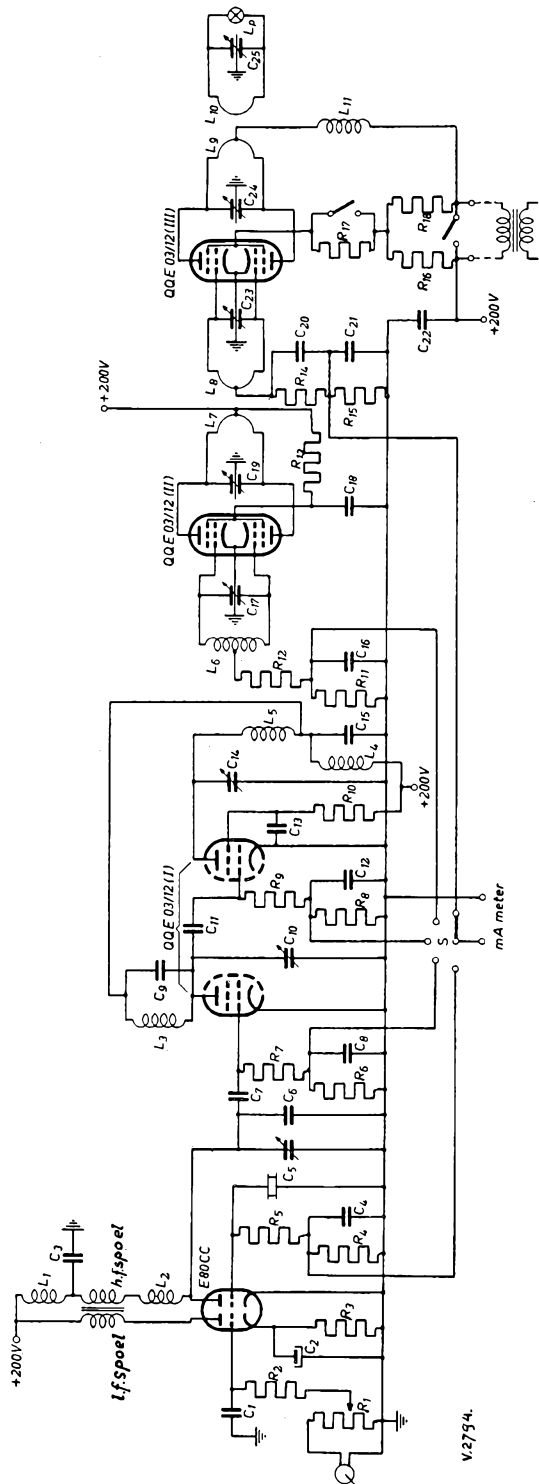 +200V
L1
C3
l.f. spoel
h.f. spoel
L2
E80CC
C1
R2
R1
C2
R3
R5
R4
C4
C5
C6
C7
R7
R6
C8
L3
C9
QQE 03/12 (I)
C11
C10
R9
R8
C12
S
mA meter
C13
R10
C14
L5
L4
C15
+200V
L6
R12
R11
C16
C17
QQE 03/12 (II)
C19
L7
+200V
R13
C18
L8
R14
R15
C20
C21
C23
QQE 03/12 (III)
C24
L9
L10
C25
Lp
L11
R17
R16
R18
C22
+200V
V.2794.